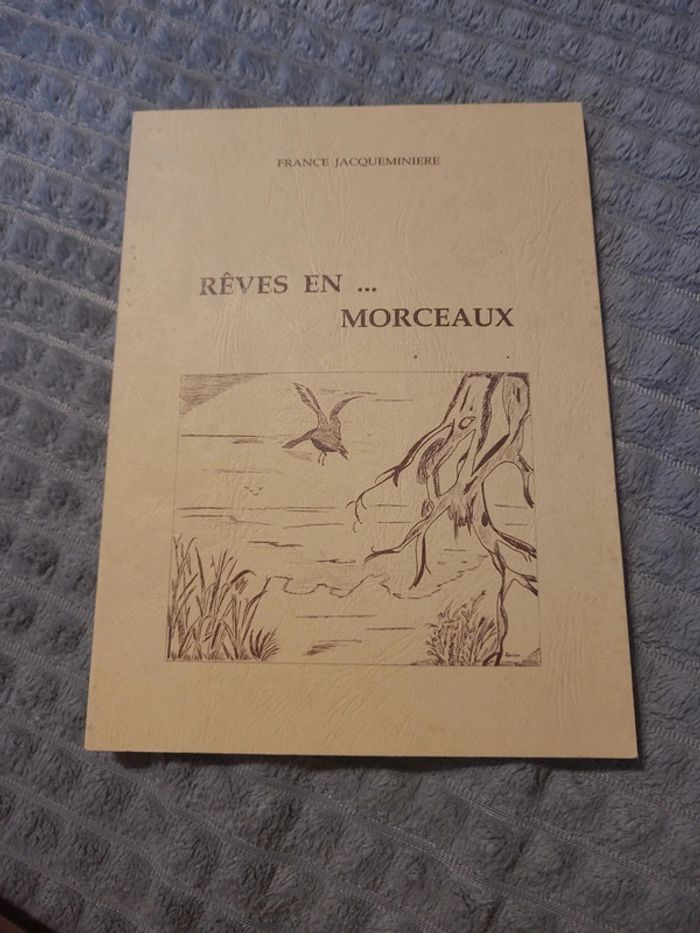 FRANCE JACQUEMINIERE
RÊVES EN ...
MORCEAUX